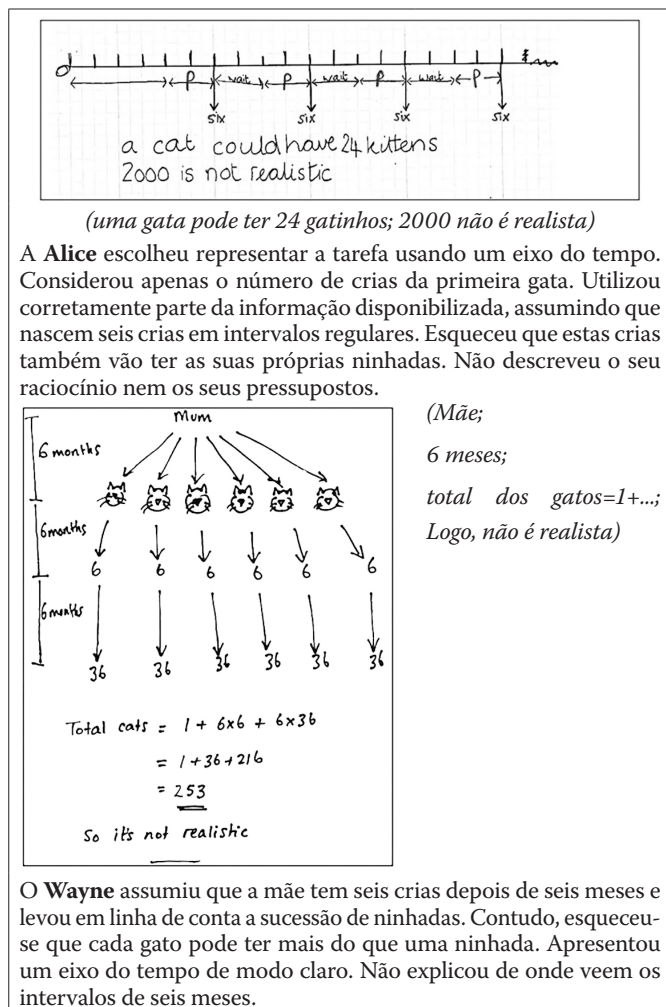 0
P wait P wait P wait P
six six six six
a cat could have 24 kittens
2000 is not realistic
(uma gata pode ter 24 gatinhos; 2000 não é realista)
A Alice escolheu representar a tarefa usando um eixo do tempo.
Considerou apenas o número de crias da primeira gata. Utilizou
corretamente parte da informação disponibilizada, assumindo que
nascem seis crias em intervalos regulares. Esqueceu que estas crias
também vão ter as suas próprias ninhadas. Não descreveu o seu
raciocínio nem os seus pressupostos.
Mum
6 months
6 months
6 6 6 6 6 6
6 months
36 36 36 36 36 36
Total cats = 1 + 6x6 + 6x36
= 1+36+216
= 253
So it's not realistic
(Mãe;
6 meses;
total dos gatos=1+...;
Logo, não é realista)
O Wayne assumiu que a mãe tem seis crias depois de seis meses e
levou em linha de conta a sucessão de ninhadas. Contudo, esqueceu-
se que cada gato pode ter mais do que uma ninhada. Apresentou
um eixo do tempo de modo claro. Não explicou de onde veem os
intervalos de seis meses.